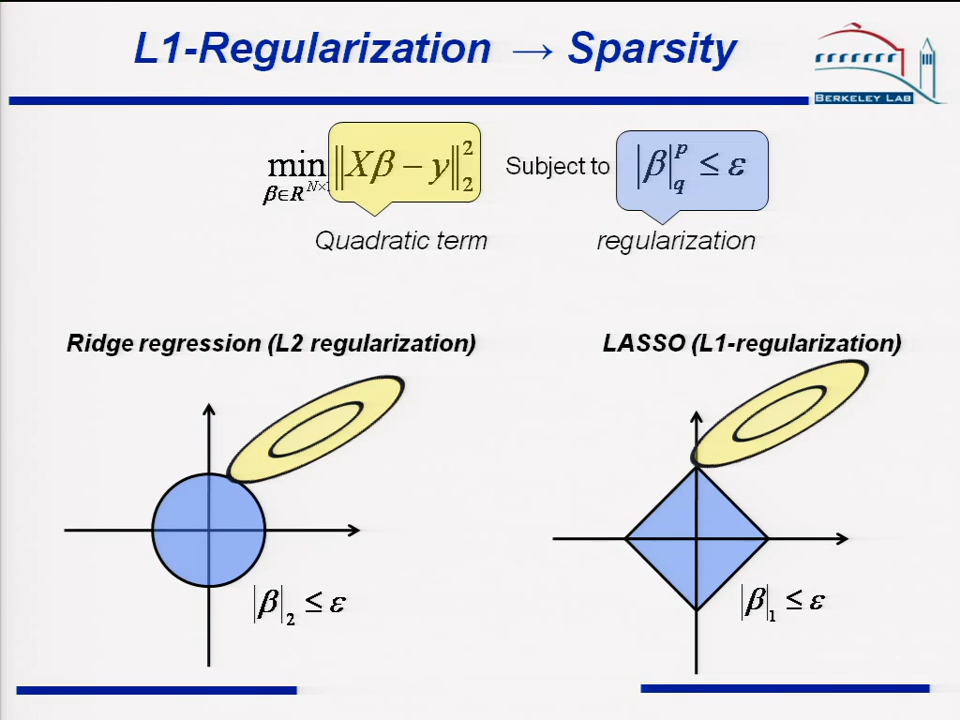 L1-Regularization → Sparsity
BERKELEY LAB
min ‖Xβ − y‖₂² Subject to |β|_q^p ≤ ε
β∈R^N×
Quadratic term regularization
Ridge regression (L2 regularization) LASSO (L1-regularization)
|β|₂ ≤ ε |β|₁ ≤ ε